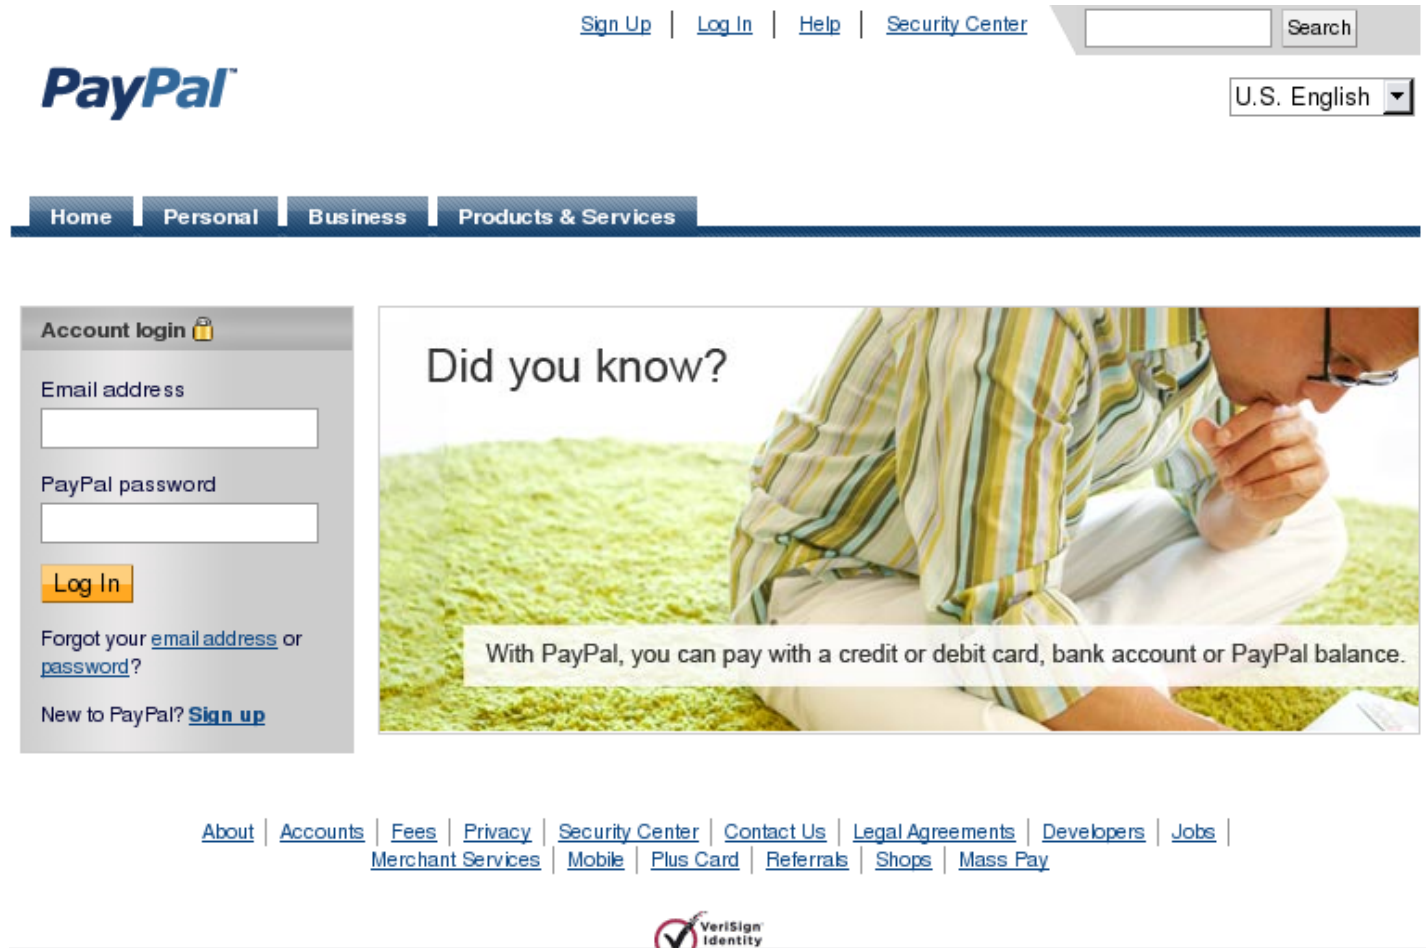 Sign Up | Log In | Help | Security Center
Search
PayPal™
U.S. English
Home
Personal
Business
Products & Services
Account login
Email address
PayPal password
Log In
Forgot your email address or
password?
New to PayPal? Sign up
Did you know?
With PayPal, you can pay with a credit or debit card, bank account or PayPal balance.
About | Accounts | Fees | Privacy | Security Center | Contact Us | Legal Agreements | Developers | Jobs |
Merchant Services | Mobile | Plus Card | Referrals | Shops | Mass Pay
VeriSign
Identity